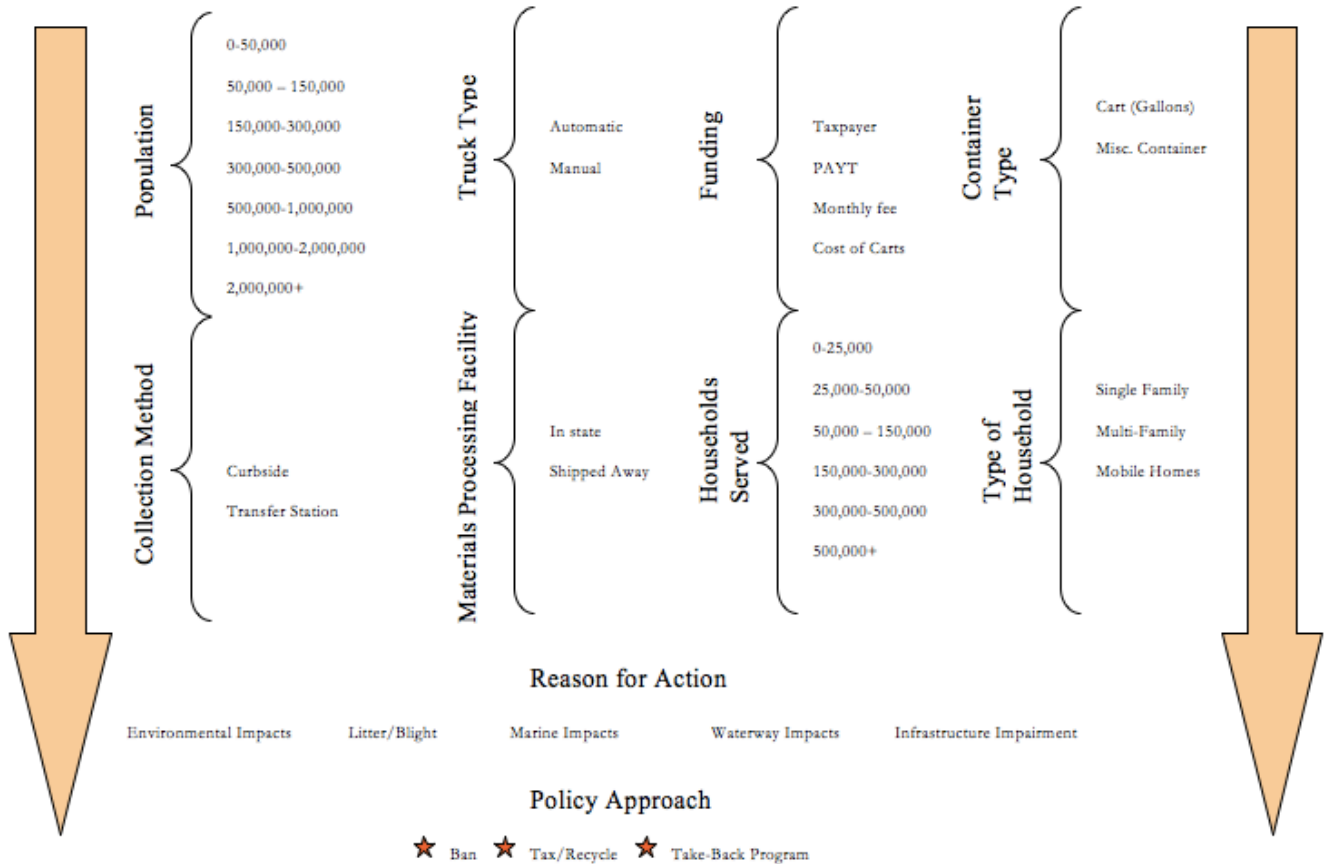 Population
0-50,000
50,000 – 150,000
150,000-300,000
300,000-500,000
500,000-1,000,000
1,000,000-2,000,000
2,000,000+
Truck Type
Automatic
Manual
Funding
Taxpayer
PAYT
Monthly fee
Cost of Carts
Container
Type
Cart (Gallons)
Misc. Container
Collection Method
Curbside
Transfer Station
Materials Processing Facility
In state
Shipped Away
Households
Served
0-25,000
25,000-50,000
50,000 – 150,000
150,000-300,000
300,000-500,000
500,000+
Type of
Household
Single Family
Multi-Family
Mobile Homes
Reason for Action
Environmental Impacts Litter/Blight Marine Impacts Waterway Impacts Infrastructure Impairment
Policy Approach
Ban Tax/Recycle Take-Back Program